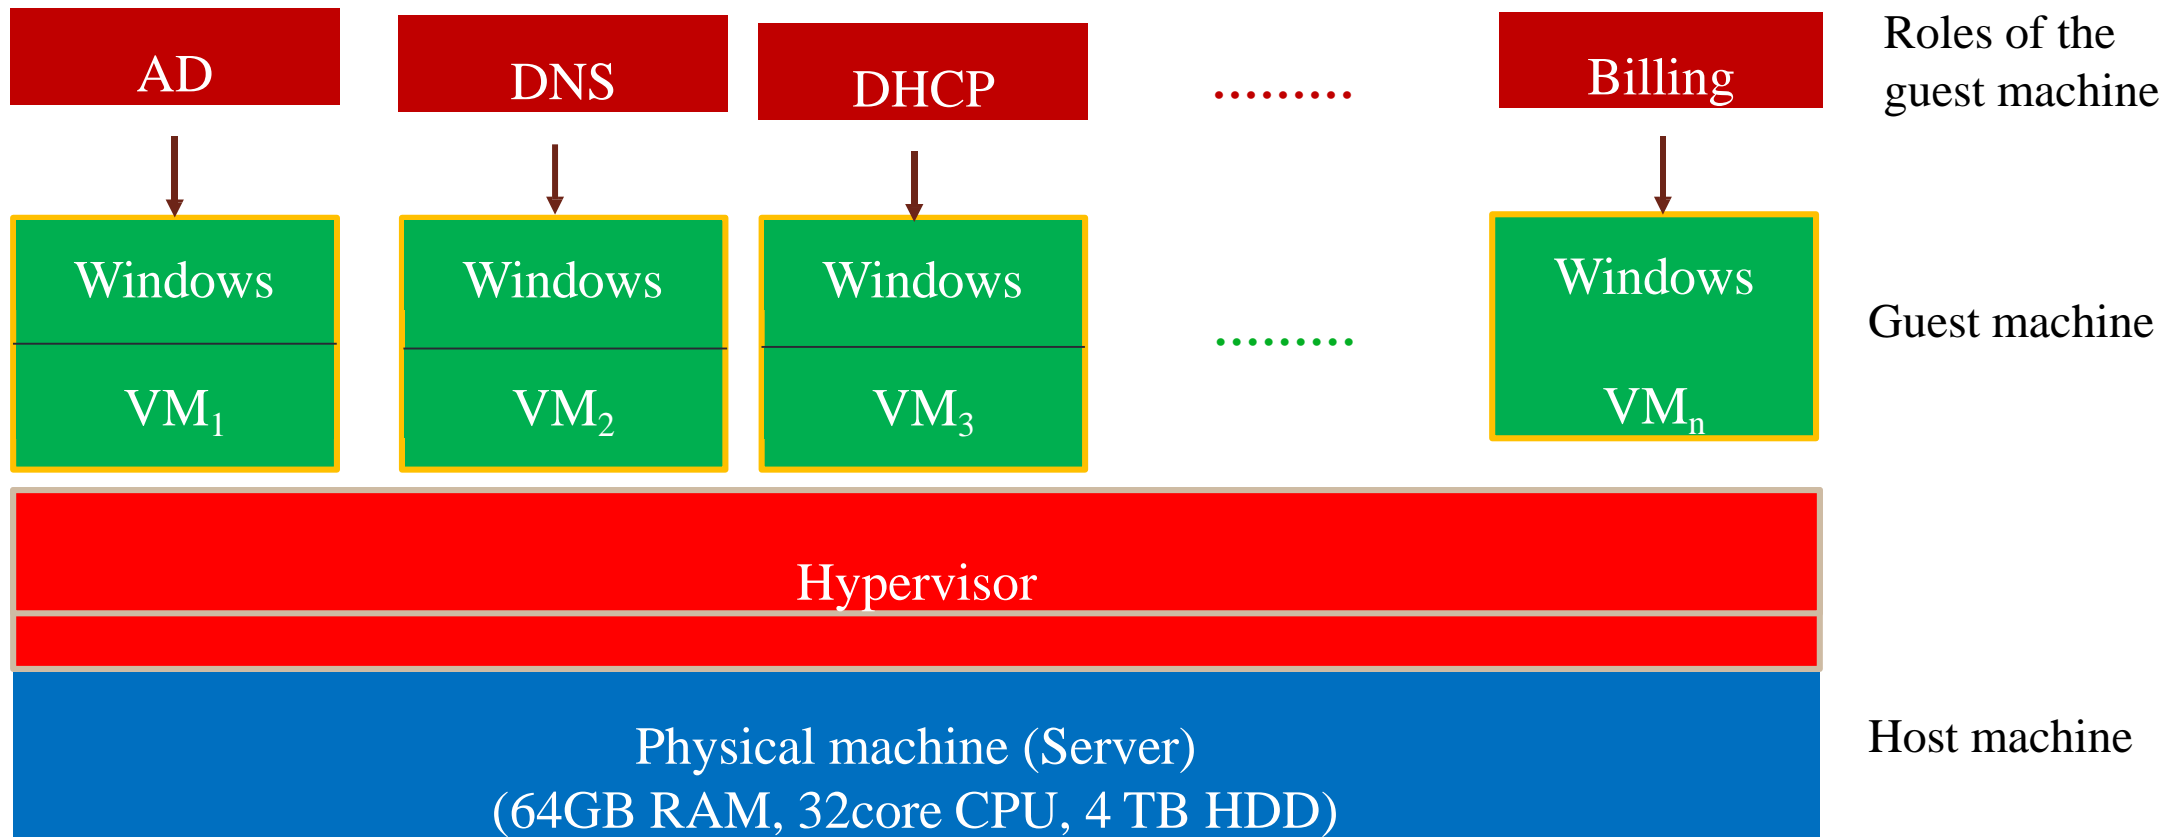 AD
DNS
DHCP
.........
Billing
Roles of the
guest machine
Windows
Windows
Windows
Windows
.........
Guest machine
VM₁
VM₂
VM₃
VMₙ
Hypervisor
Physical machine (Server)
(64GB RAM, 32core CPU, 4 TB HDD)
Host machine